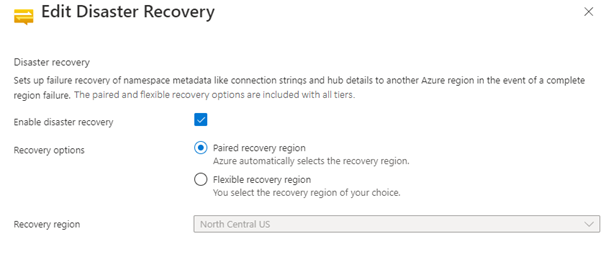 Edit Disaster Recovery
Disaster recovery
Sets up failure recovery of namespace metadata like connection strings and hub details to another Azure region in the event of a complete
region failure. The paired and flexible recovery options are included with all tiers.
Enable disaster recovery
Recovery options
Paired recovery region
Azure automatically selects the recovery region.
Flexible recovery region
You select the recovery region of your choice.
Recovery region
North Central US